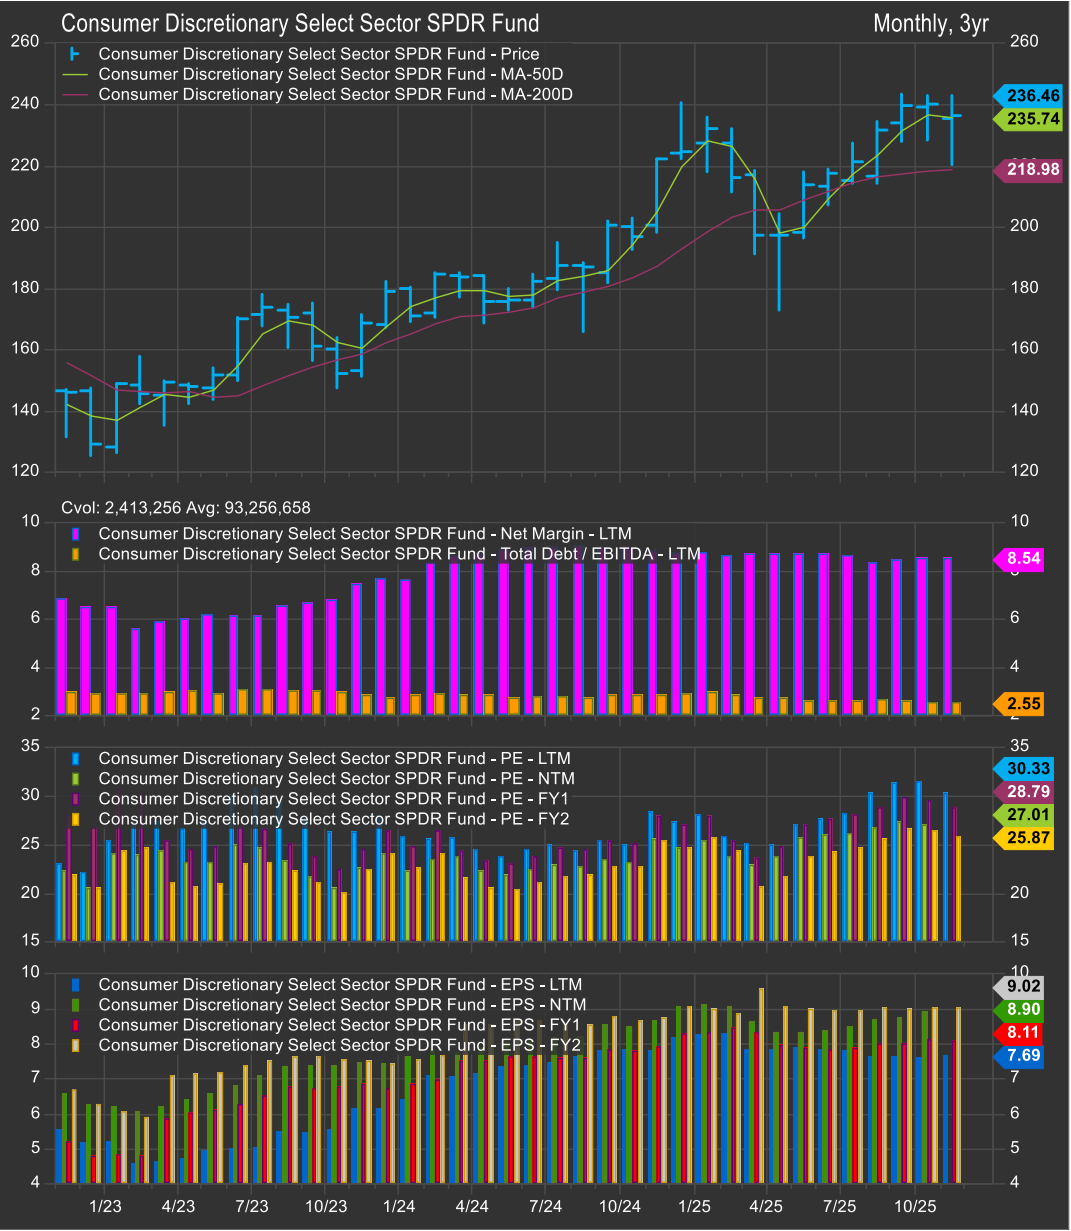 Consumer Discretionary Select Sector SPDR Fund Monthly, 3yr
260 260
Consumer Discretionary Select Sector SPDR Fund - Price
Consumer Discretionary Select Sector SPDR Fund - MA-50D
Consumer Discretionary Select Sector SPDR Fund - MA-200D
240 240
236.46
235.74
220
218.98
200 200
180 180
160 160
140 140
120 120
Cvol: 2,413,256 Avg: 93,256,658
10 10
Consumer Discretionary Select Sector SPDR Fund - Net Margin - LTM
Consumer Discretionary Select Sector SPDR Fund - Total Debt / EBITDA - LTM
8.54
8 8
6 6
4 4
2.55
2 2
35 35
Consumer Discretionary Select Sector SPDR Fund - PE - LTM
Consumer Discretionary Select Sector SPDR Fund - PE - NTM
Consumer Discretionary Select Sector SPDR Fund - PE - FY1
Consumer Discretionary Select Sector SPDR Fund - PE - FY2
30.33
28.79
27.01
25.87
30
25
20 20
15 15
10 10
Consumer Discretionary Select Sector SPDR Fund - EPS - LTM
Consumer Discretionary Select Sector SPDR Fund - EPS - NTM
Consumer Discretionary Select Sector SPDR Fund - EPS - FY1
Consumer Discretionary Select Sector SPDR Fund - EPS - FY2
9.02
8.90
8.11
7.69
9
8
7 7
6 6
5 5
4 4
1/23 4/23 7/23 10/23 1/24 4/24 7/24 10/24 1/25 4/25 7/25 10/25